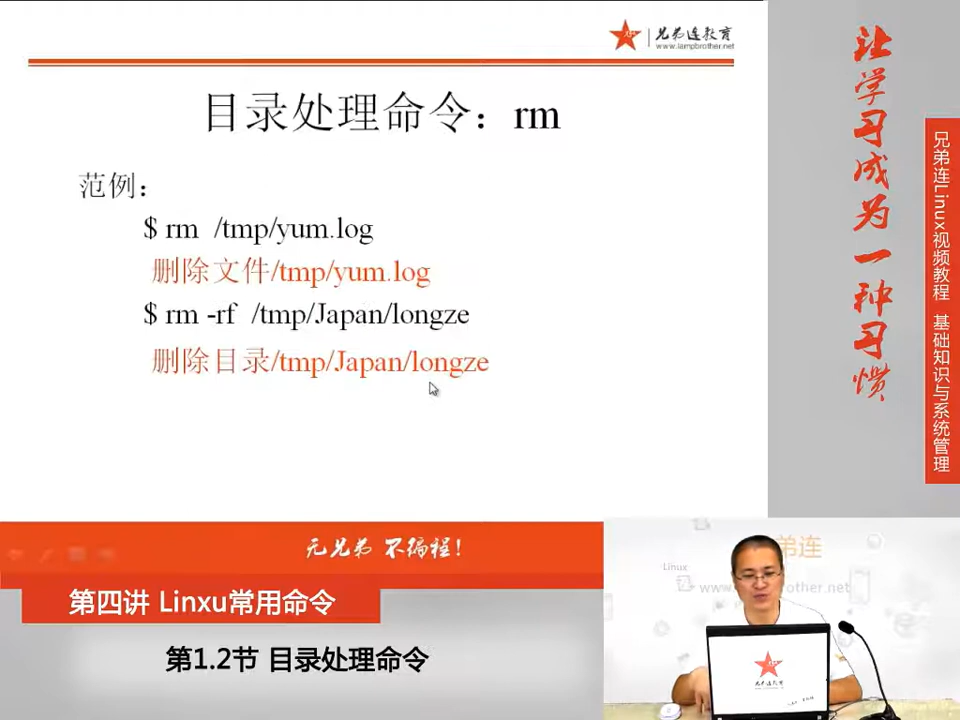 兄弟连教育
www.lampbrother.net
目录处理命令：rm
范例：
$ rm /tmp/yum.log
删除文件/tmp/yum.log
$ rm -rf /tmp/Japan/longze
删除目录/tmp/Japan/longze
让学习成为一种习惯
兄弟连Linux视频教程 基础知识与系统管理
无兄弟 不编程！
第四讲 Linxu常用命令
第1.2节 目录处理命令
弟连
Linux
www.
brother.net
兄弟连教育